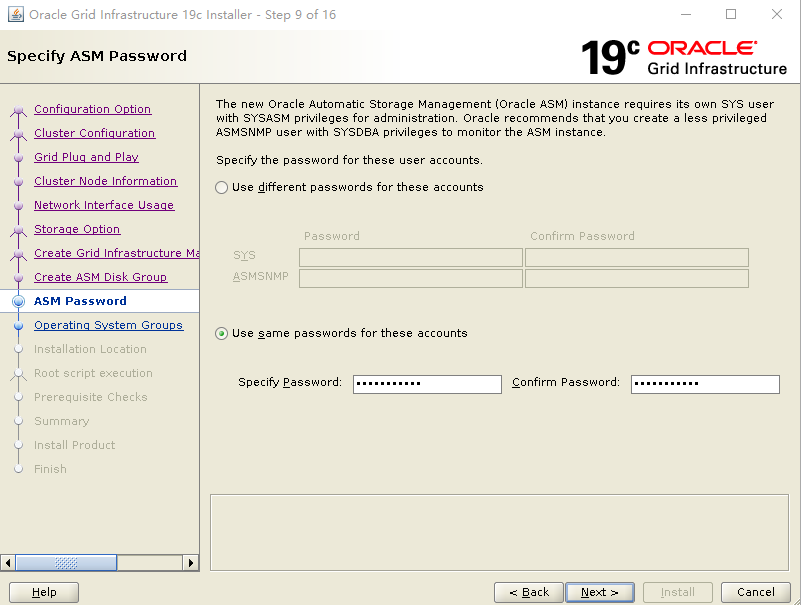 Oracle Grid Infrastructure 19c Installer - Step 9 of 16
Specify ASM Password
19c ORACLE
Grid Infrastructure
Configuration Option
Cluster Configuration
Grid Plug and Play
Cluster Node Information
Network Interface Usage
Storage Option
Create Grid Infrastructure Ma
Create ASM Disk Group
ASM Password
Operating System Groups
Installation Location
Root script execution
Prerequisite Checks
Summary
Install Product
Finish
The new Oracle Automatic Storage Management (Oracle ASM) instance requires its own SYS user
with SYSASM privileges for administration. Oracle recommends that you create a less privileged
ASMSNMP user with SYSDBA privileges to monitor the ASM instance.
Specify the password for these user accounts.
Use different passwords for these accounts
Password Confirm Password
SYS
ASMSNMP
Use same passwords for these accounts
Specify Password: ••••••••••• Confirm Password: •••••••••••
Help < Back Next > Install Cancel